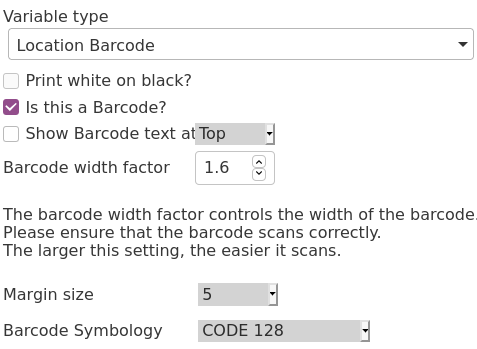 Variable type
Location Barcode
Print white on black?
Is this a Barcode?
Show Barcode text at Top
Barcode width factor 1.6
The barcode width factor controls the width of the barcode.
Please ensure that the barcode scans correctly.
The larger this setting, the easier it scans.
Margin size 5
Barcode Symbology CODE 128